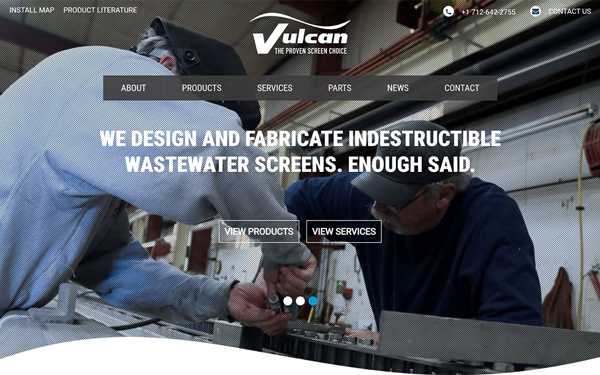 INSTALL MAP PRODUCT LITERATURE +1 712-642-2755 CONTACT US
Vulcan
THE PROVEN SCREEN CHOICE
ABOUT PRODUCTS SERVICES PARTS NEWS CONTACT
WE DESIGN AND FABRICATE INDESTRUCTIBLE
WASTEWATER SCREENS. ENOUGH SAID.
VIEW PRODUCTS VIEW SERVICES